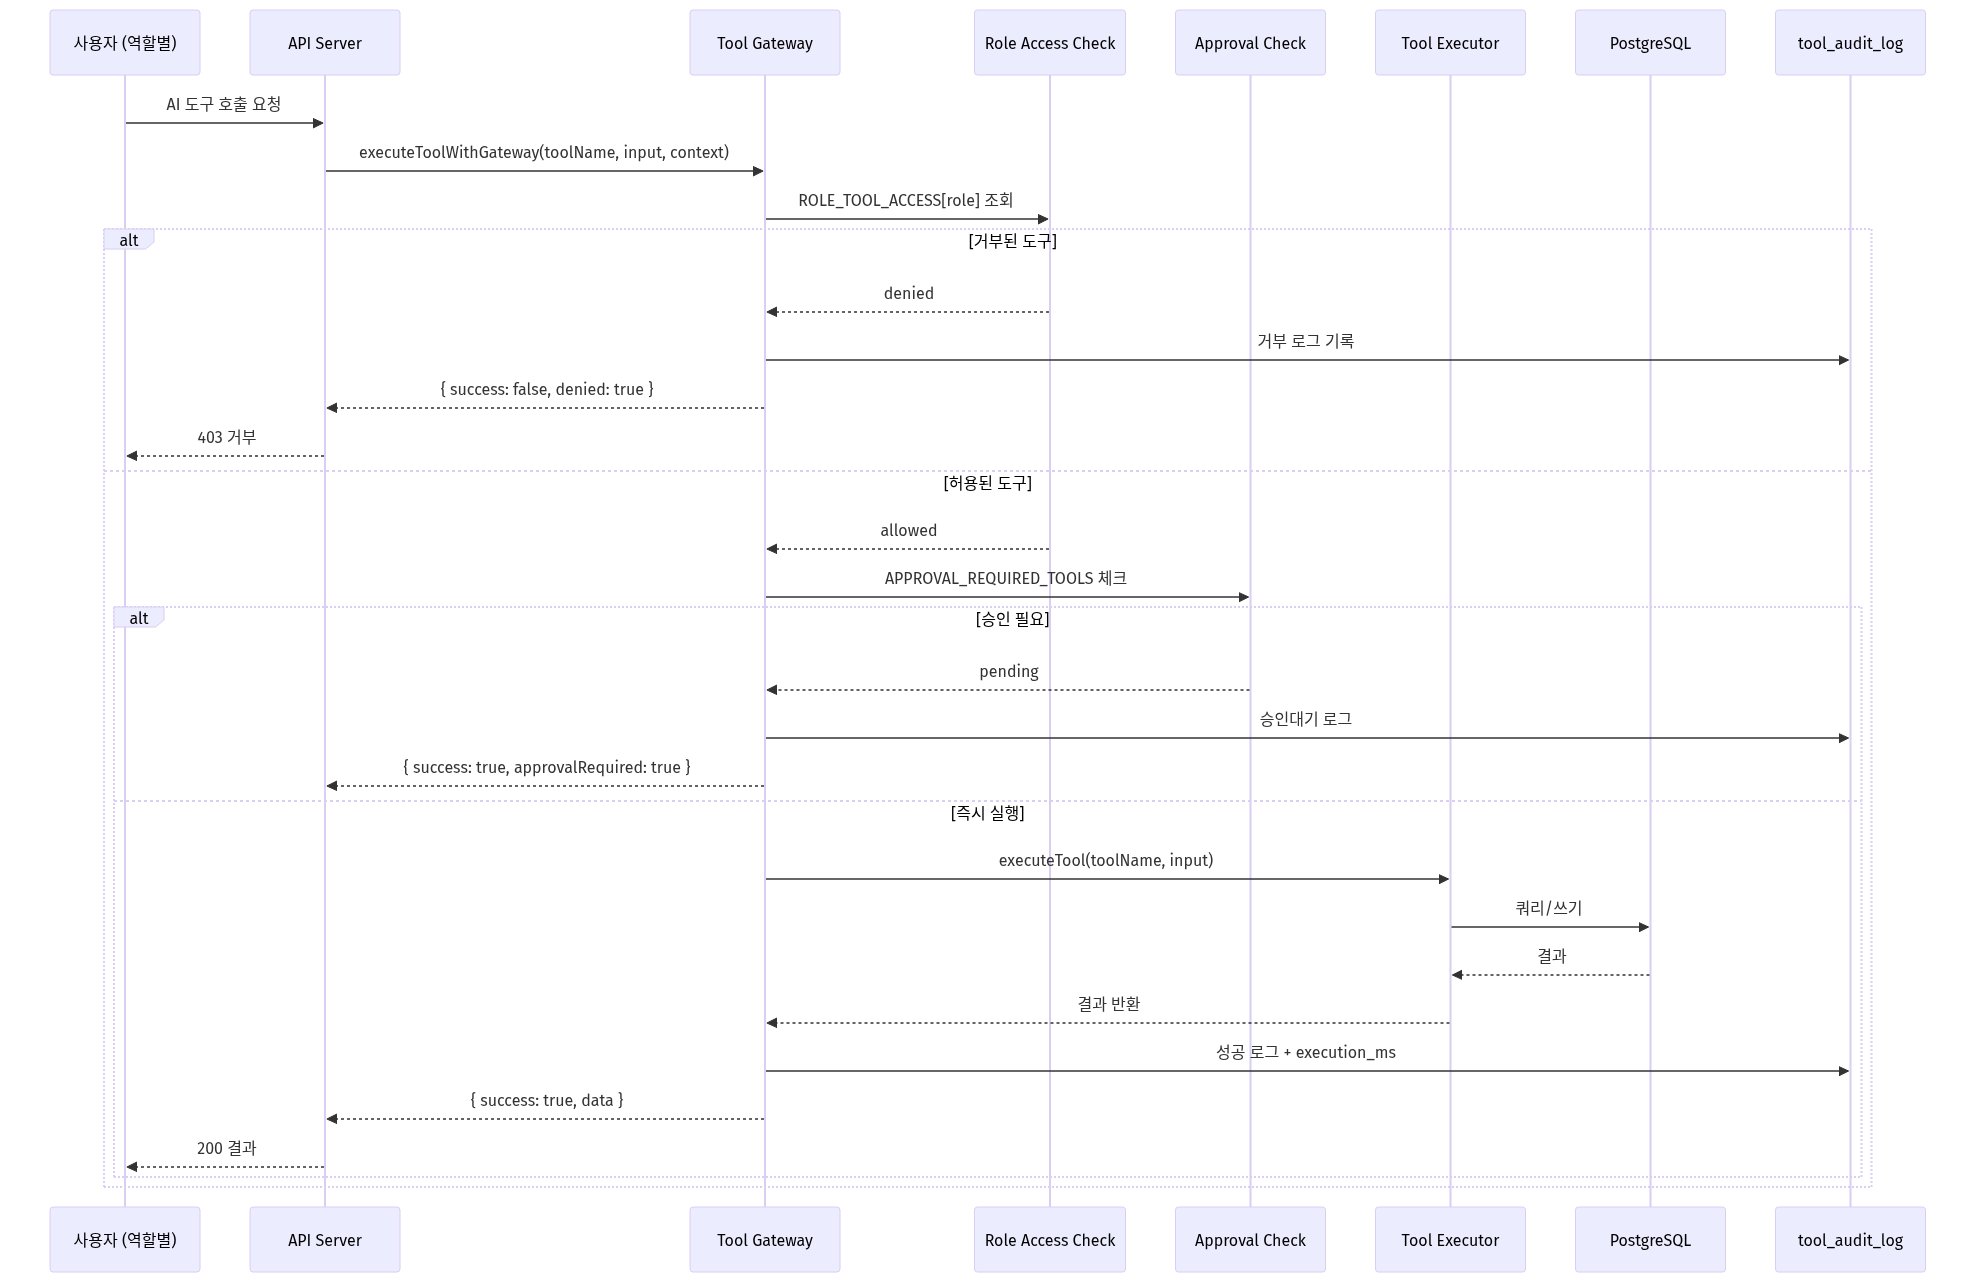 사용자 (역할별)
API Server
Tool Gateway
Role Access Check
Approval Check
Tool Executor
PostgreSQL
tool_audit_log
AI 도구 호출 요청
executeToolWithGateway(toolName, input, context)
ROLE_TOOL_ACCESS[role] 조회
alt
[거부된 도구]
denied
거부 로그 기록
{ success: false, denied: true }
403 거부
[허용된 도구]
allowed
APPROVAL_REQUIRED_TOOLS 체크
alt
[승인 필요]
pending
승인대기 로그
{ success: true, approvalRequired: true }
[즉시 실행]
executeTool(toolName, input)
쿼리/쓰기
결과
결과 반환
성공 로그 + execution_ms
{ success: true, data }
200 결과
사용자 (역할별)
API Server
Tool Gateway
Role Access Check
Approval Check
Tool Executor
PostgreSQL
tool_audit_log